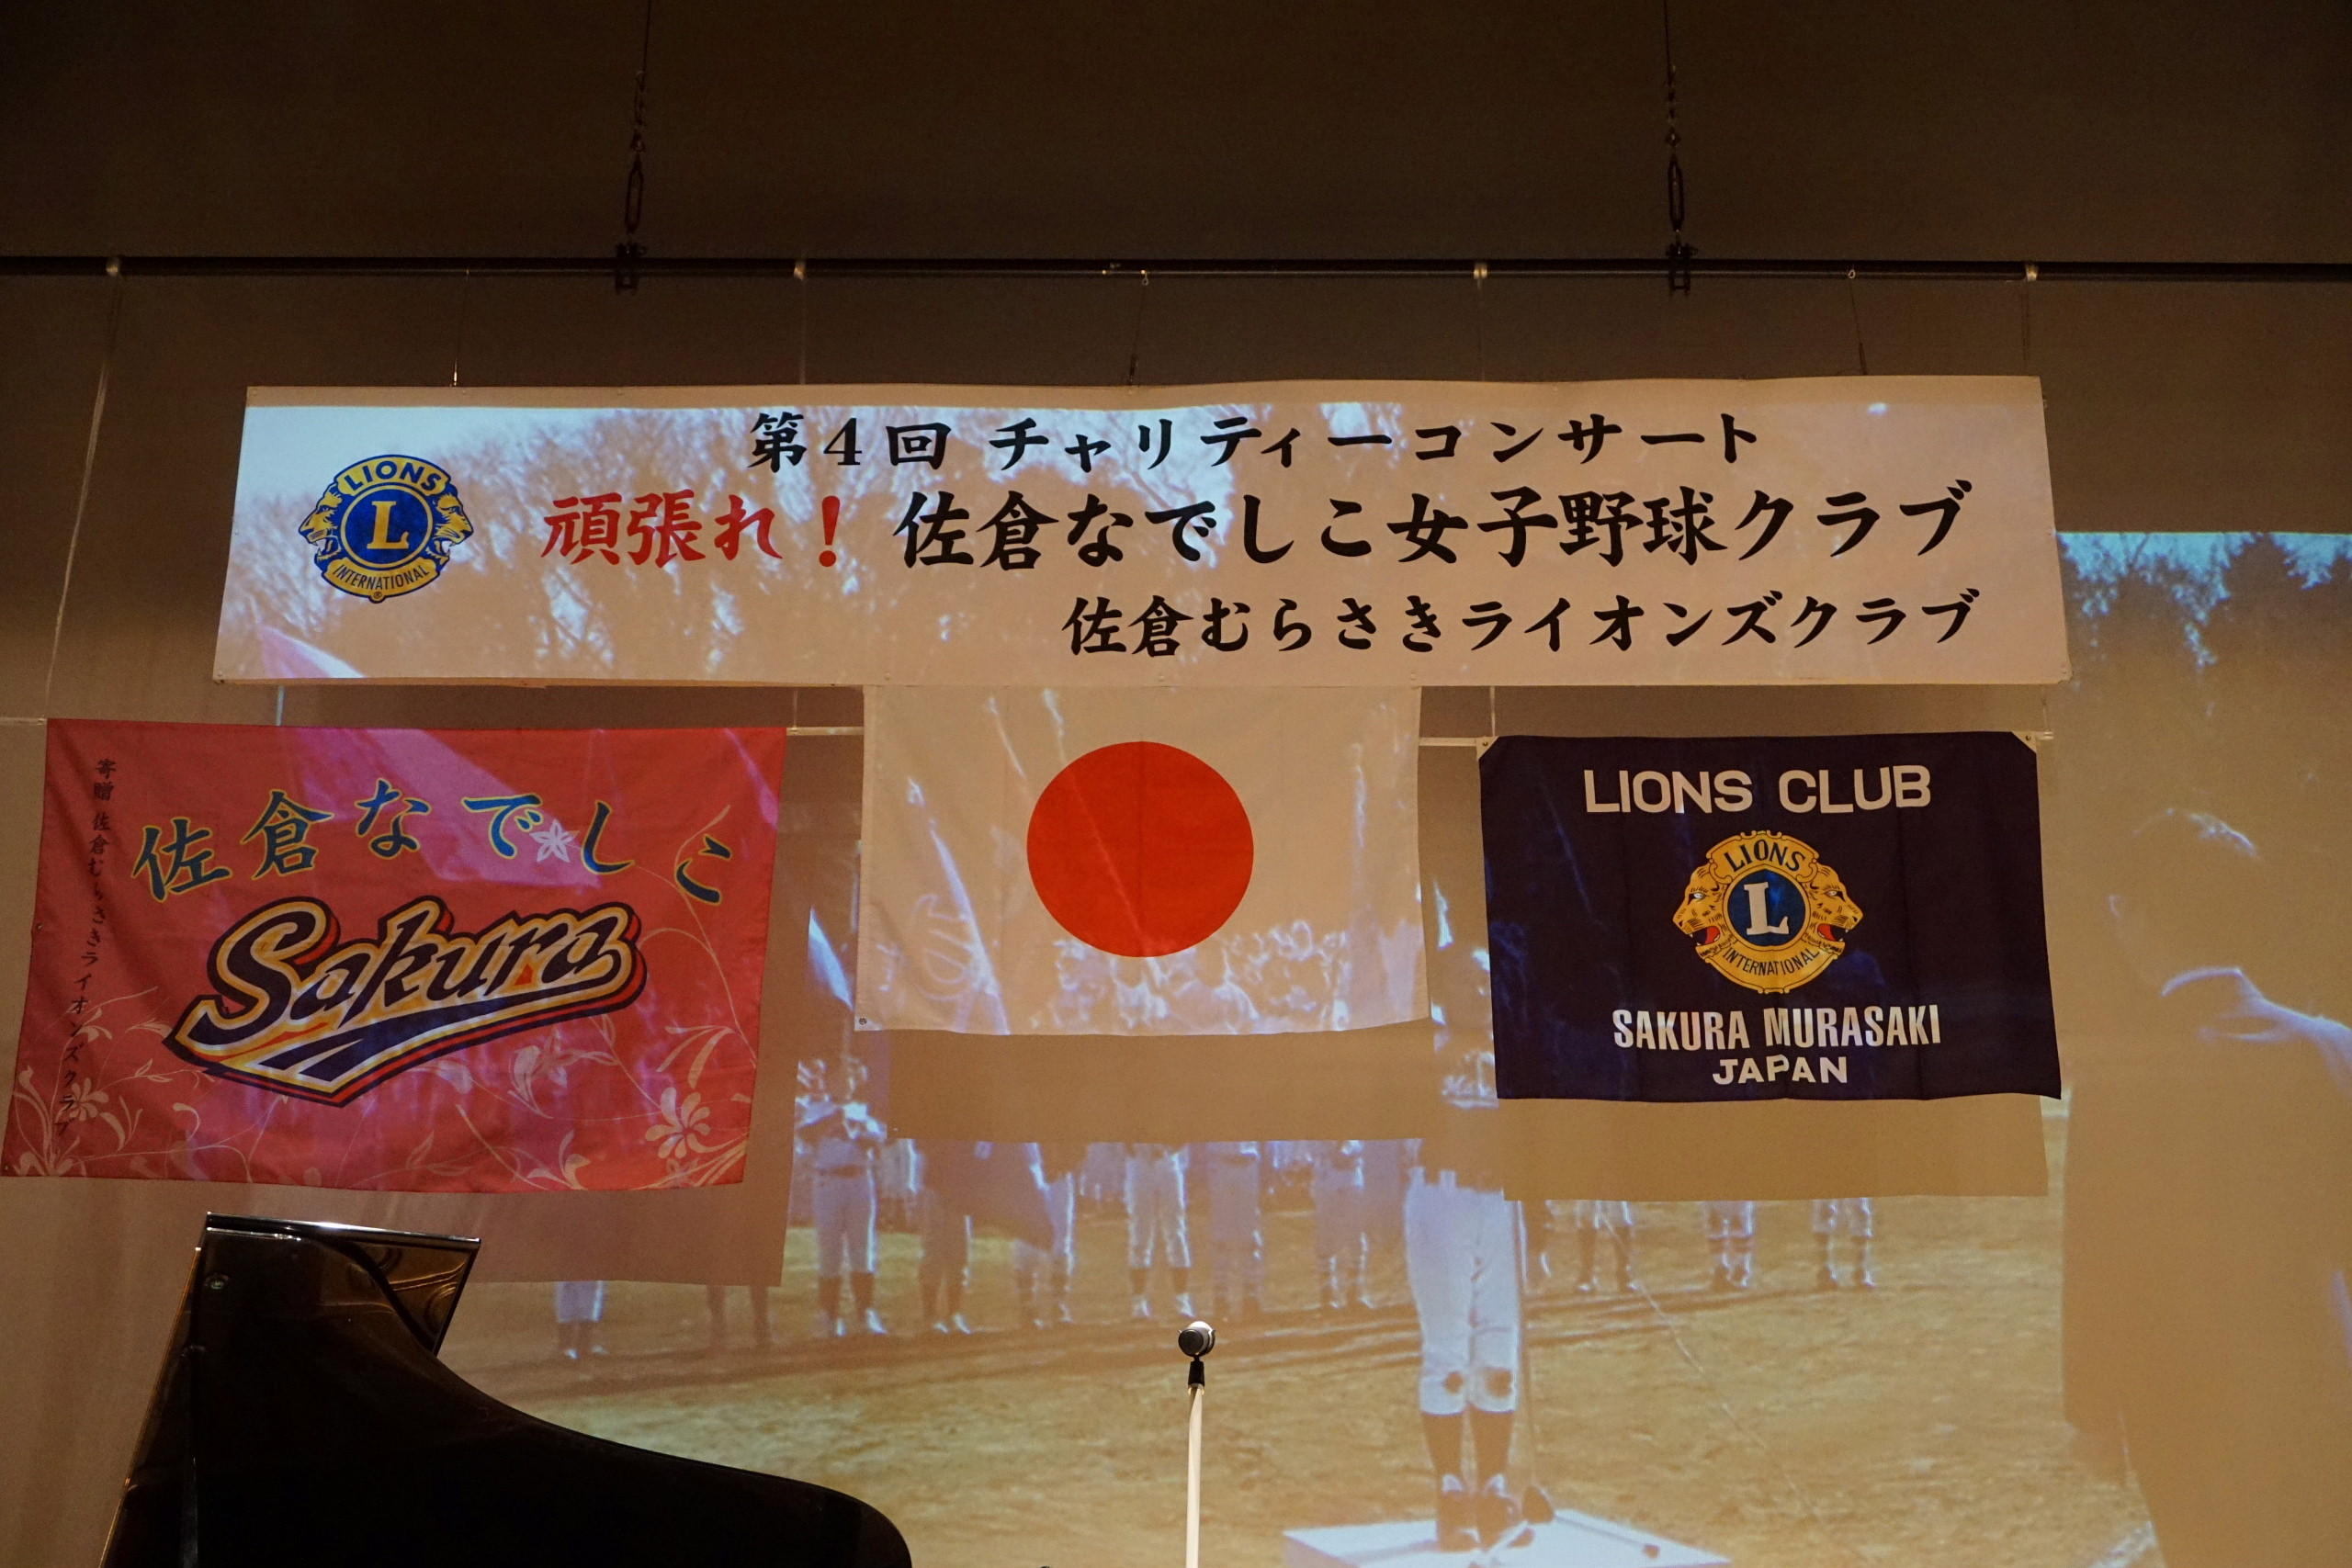 第4回 チャリティーコンサート
頑張れ！ 佐倉なでしこ女子野球クラブ
佐倉むらさきライオンズクラブ
LIONS
L
INTERNATIONAL
寄贈 佐倉むらさきライオンズクラブ
佐倉なでしこ
Sakura
LIONS CLUB
LIONS
L
INTERNATIONAL
SAKURA MURASAKI
JAPAN